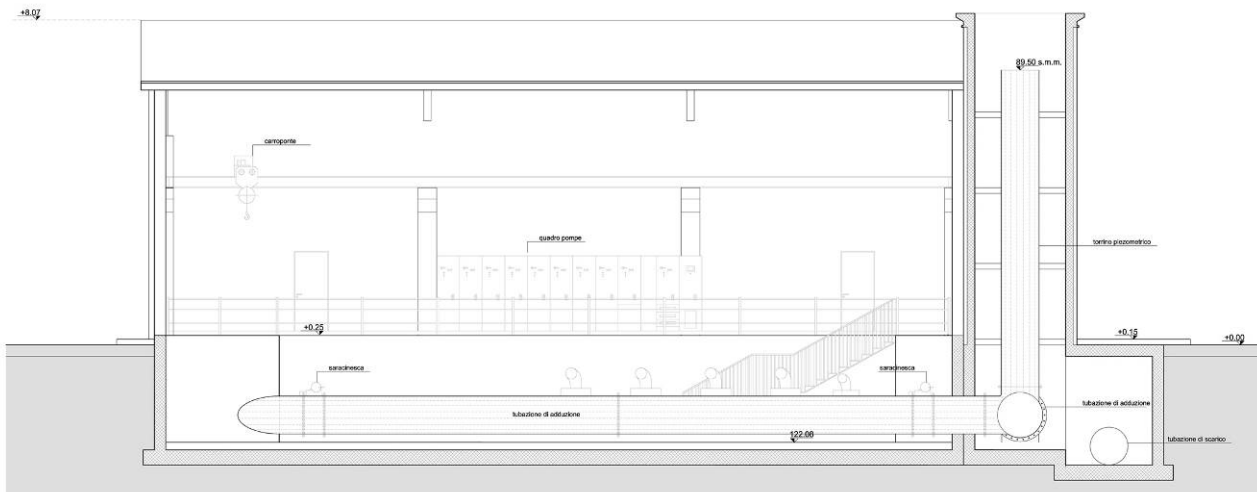 +8.07
89.50 s.m.m.
carroponte
quadro pompe
torrino piezometrico
+0.25
+0.15
+0.00
saracinesca
saracinesca
tubazione di adduzione
tubazione di adduzione
122.08
tubazione di scarico